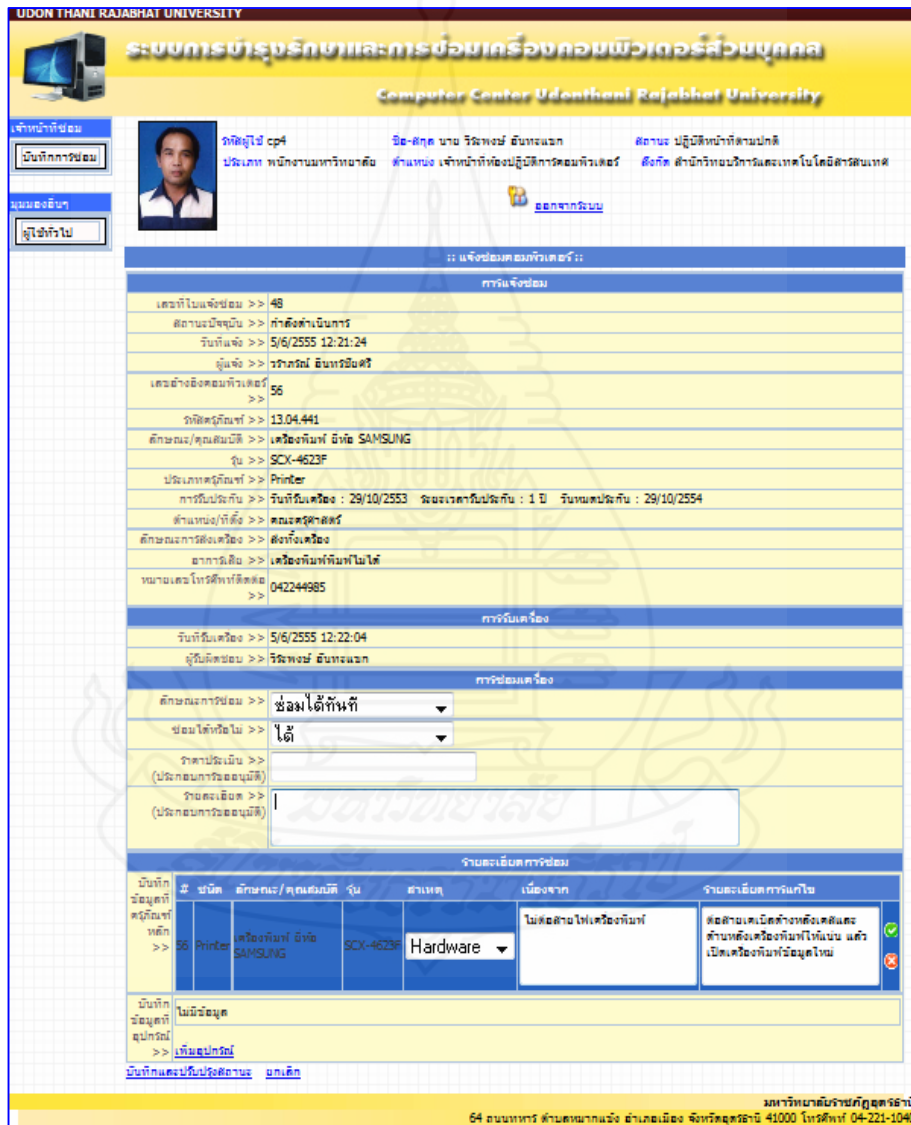 UDON THANI RAJABHAT UNIVERSITY
ระบบการบำรุงรักษาและการซ่อมเครื่องคอมพิวเตอร์ส่วนบุคคล
Computer Center Udonthani Rajabhat University
เจ้าหน้าที่ซ่อม
บันทึกการซ่อม
มุมมองอื่นๆ
ผู้ใช้ทั่วไป
รหัสผู้ใช้ cp4 ชื่อ-สกุล นาย วีระพงษ์ อันทะแขก สถานะ ปฏิบัติหน้าที่ตามปกติ
ประเภท พนักงานมหาวิทยาลัย ตำแหน่ง เจ้าหน้าที่ห้องปฏิบัติการคอมพิวเตอร์ สังกัด สำนักวิทยบริการและเทคโนโลยีสารสนเทศ
ออกจากระบบ
:: แจ้งซ่อมคอมพิวเตอร์ ::
การแจ้งซ่อม
เลขที่ใบแจ้งซ่อม >> 48
สถานะปัจจุบัน >> กำลังดำเนินการ
วันที่แจ้ง >> 5/6/2555 12:21:24
ผู้แจ้ง >> วราภรณ์ อินทรชัยศรี
เลขอ้างอิงคอมพิวเตอร์ >> 56
รหัสครุภัณฑ์ >> 13.04.441
ลักษณะ/คุณสมบัติ >> เครื่องพิมพ์ ยี่ห้อ SAMSUNG
รุ่น >> SCX-4623F
ประเภทครุภัณฑ์ >> Printer
การรับประกัน >> วันที่รับเครื่อง : 29/10/2553 ระยะเวลารับประกัน : 1 ปี วันหมดประกัน : 29/10/2554
ตำแหน่ง/ที่ตั้ง >> คณะครุศาสตร์
ลักษณะการส่งเครื่อง >> ส่งทั้งเครื่อง
อาการเสีย >> เครื่องพิมพ์พิมพ์ไม่ได้
หมายเลขโทรศัพท์ติดต่อ >> 042244985
การรับเครื่อง
วันที่รับเครื่อง >> 5/6/2555 12:22:04
ผู้รับผิดชอบ >> วีระพงษ์ อันทะแขก
การซ่อมเครื่อง
ลักษณะการซ่อม >> ซ่อมได้ทันที
ซ่อมได้หรือไม่ >> ได้
ราคาประเมิน >>
(ประกอบการขออนุมัติ)
รายละเอียด >>
(ประกอบการขออนุมัติ)
รายละเอียดการซ่อม
บันทึกข้อมูลที่ครุภัณฑ์หลัก >>
# ชนิด ลักษณะ/คุณสมบัติ รุ่น สาเหตุ เนื่องจาก รายละเอียดการแก้ไข
56 Printer เครื่องพิมพ์ ยี่ห้อ SAMSUNG SCX-4623F Hardware
ไม่ต่อสายไฟเครื่องพิมพ์
ต่อสายเคเบิลด้านหลังเคสและ
ด้านหลังเครื่องพิมพ์ให้แน่น แล้ว
เปิดเครื่องพิมพ์ข้อมูลใหม่
บันทึกข้อมูลที่อุปกรณ์ >>
ไม่มีข้อมูล
เพิ่มอุปกรณ์
บันทึกและปรับปรุงสถานะ ยกเลิก
มหาวิทยาลัยราชภัฏอุดรธานี
64 ถนนทหาร ตำบลหมากแข้ง อำเภอเมือง จังหวัดอุดรธานี 41000 โทรศัพท์ 04-221-1040